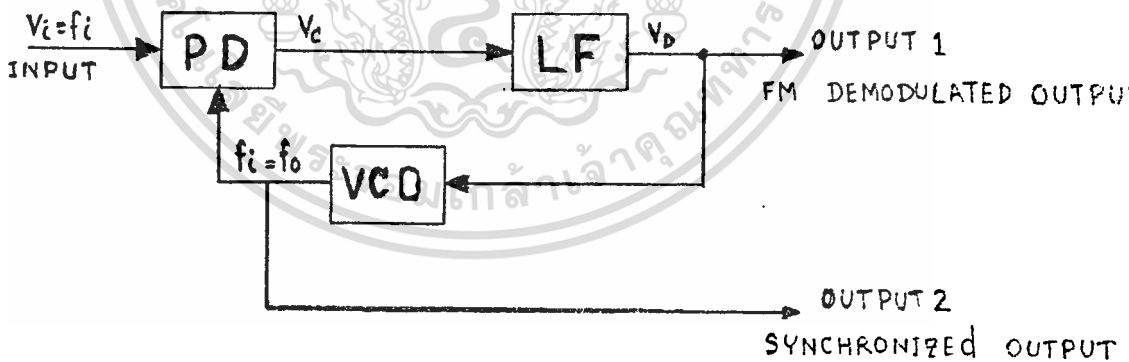 Vi=fi
INPUT
PD
Vc
LF
VD
OUTPUT 1
FM DEMODULATED OUTPU
fi=fo
VCO
OUTPUT 2
SYNCHRONIZEd OUTPUT